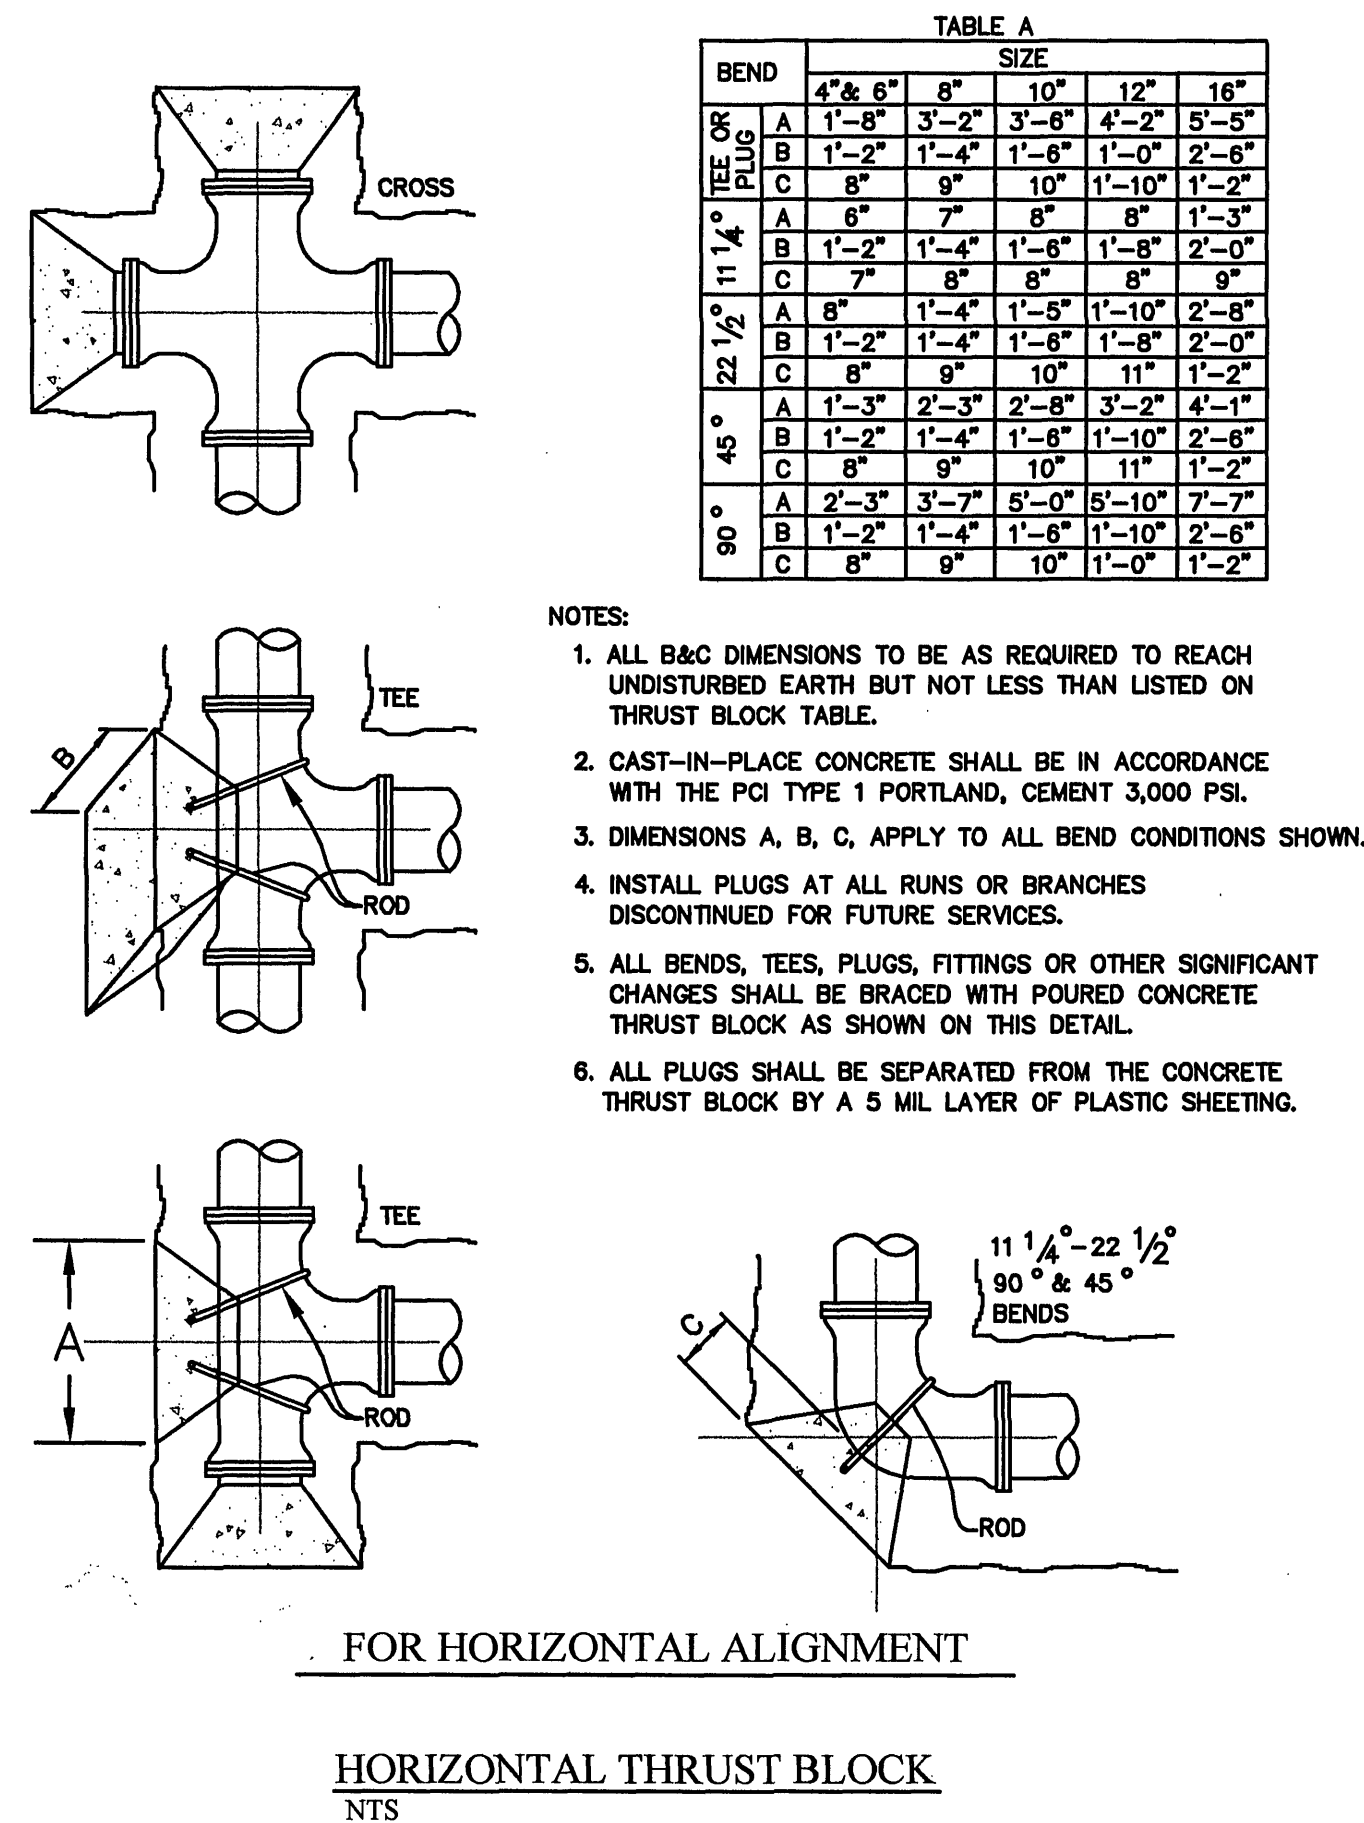 TABLE A
BEND SIZE
4"& 6" 8" 10" 12" 16"
TEE OR PLUG
A 1'-8" 3'-2" 3'-6" 4'-2" 5'-5"
B 1'-2" 1'-4" 1'-6" 1'-0" 2'-6"
C 8" 9" 10" 1'-10" 1'-2"
11 1/4°
A 6" 7" 8" 8" 1'-3"
B 1'-2" 1'-4" 1'-6" 1'-8" 2'-0"
C 7" 8" 8" 8" 9"
22 1/2°
A 8" 1'-4" 1'-5" 1'-10" 2'-8"
B 1'-2" 1'-4" 1'-6" 1'-8" 2'-0"
C 8" 9" 10" 11" 1'-2"
45°
A 1'-3" 2'-3" 2'-8" 3'-2" 4'-1"
B 1'-2" 1'-4" 1'-6" 1'-10" 2'-6"
C 8" 9" 10" 11" 1'-2"
90°
A 2'-3" 3'-7" 5'-0" 5'-10" 7'-7"
B 1'-2" 1'-4" 1'-6" 1'-10" 2'-6"
C 8" 9" 10" 1'-0" 1'-2"
CROSS
NOTES:
1. ALL B&C DIMENSIONS TO BE AS REQUIRED TO REACH
UNDISTURBED EARTH BUT NOT LESS THAN LISTED ON
THRUST BLOCK TABLE.
2. CAST-IN-PLACE CONCRETE SHALL BE IN ACCORDANCE
WITH THE PCI TYPE 1 PORTLAND, CEMENT 3,000 PSI.
3. DIMENSIONS A, B, C, APPLY TO ALL BEND CONDITIONS SHOWN.
4. INSTALL PLUGS AT ALL RUNS OR BRANCHES
DISCONTINUED FOR FUTURE SERVICES.
5. ALL BENDS, TEES, PLUGS, FITTINGS OR OTHER SIGNIFICANT
CHANGES SHALL BE BRACED WITH POURED CONCRETE
THRUST BLOCK AS SHOWN ON THIS DETAIL.
6. ALL PLUGS SHALL BE SEPARATED FROM THE CONCRETE
THRUST BLOCK BY A 5 MIL LAYER OF PLASTIC SHEETING.
TEE
B
ROD
TEE
A
ROD
11 1/4°-22 1/2°
90° & 45°
BENDS
C
ROD
FOR HORIZONTAL ALIGNMENT
HORIZONTAL THRUST BLOCK
NTS